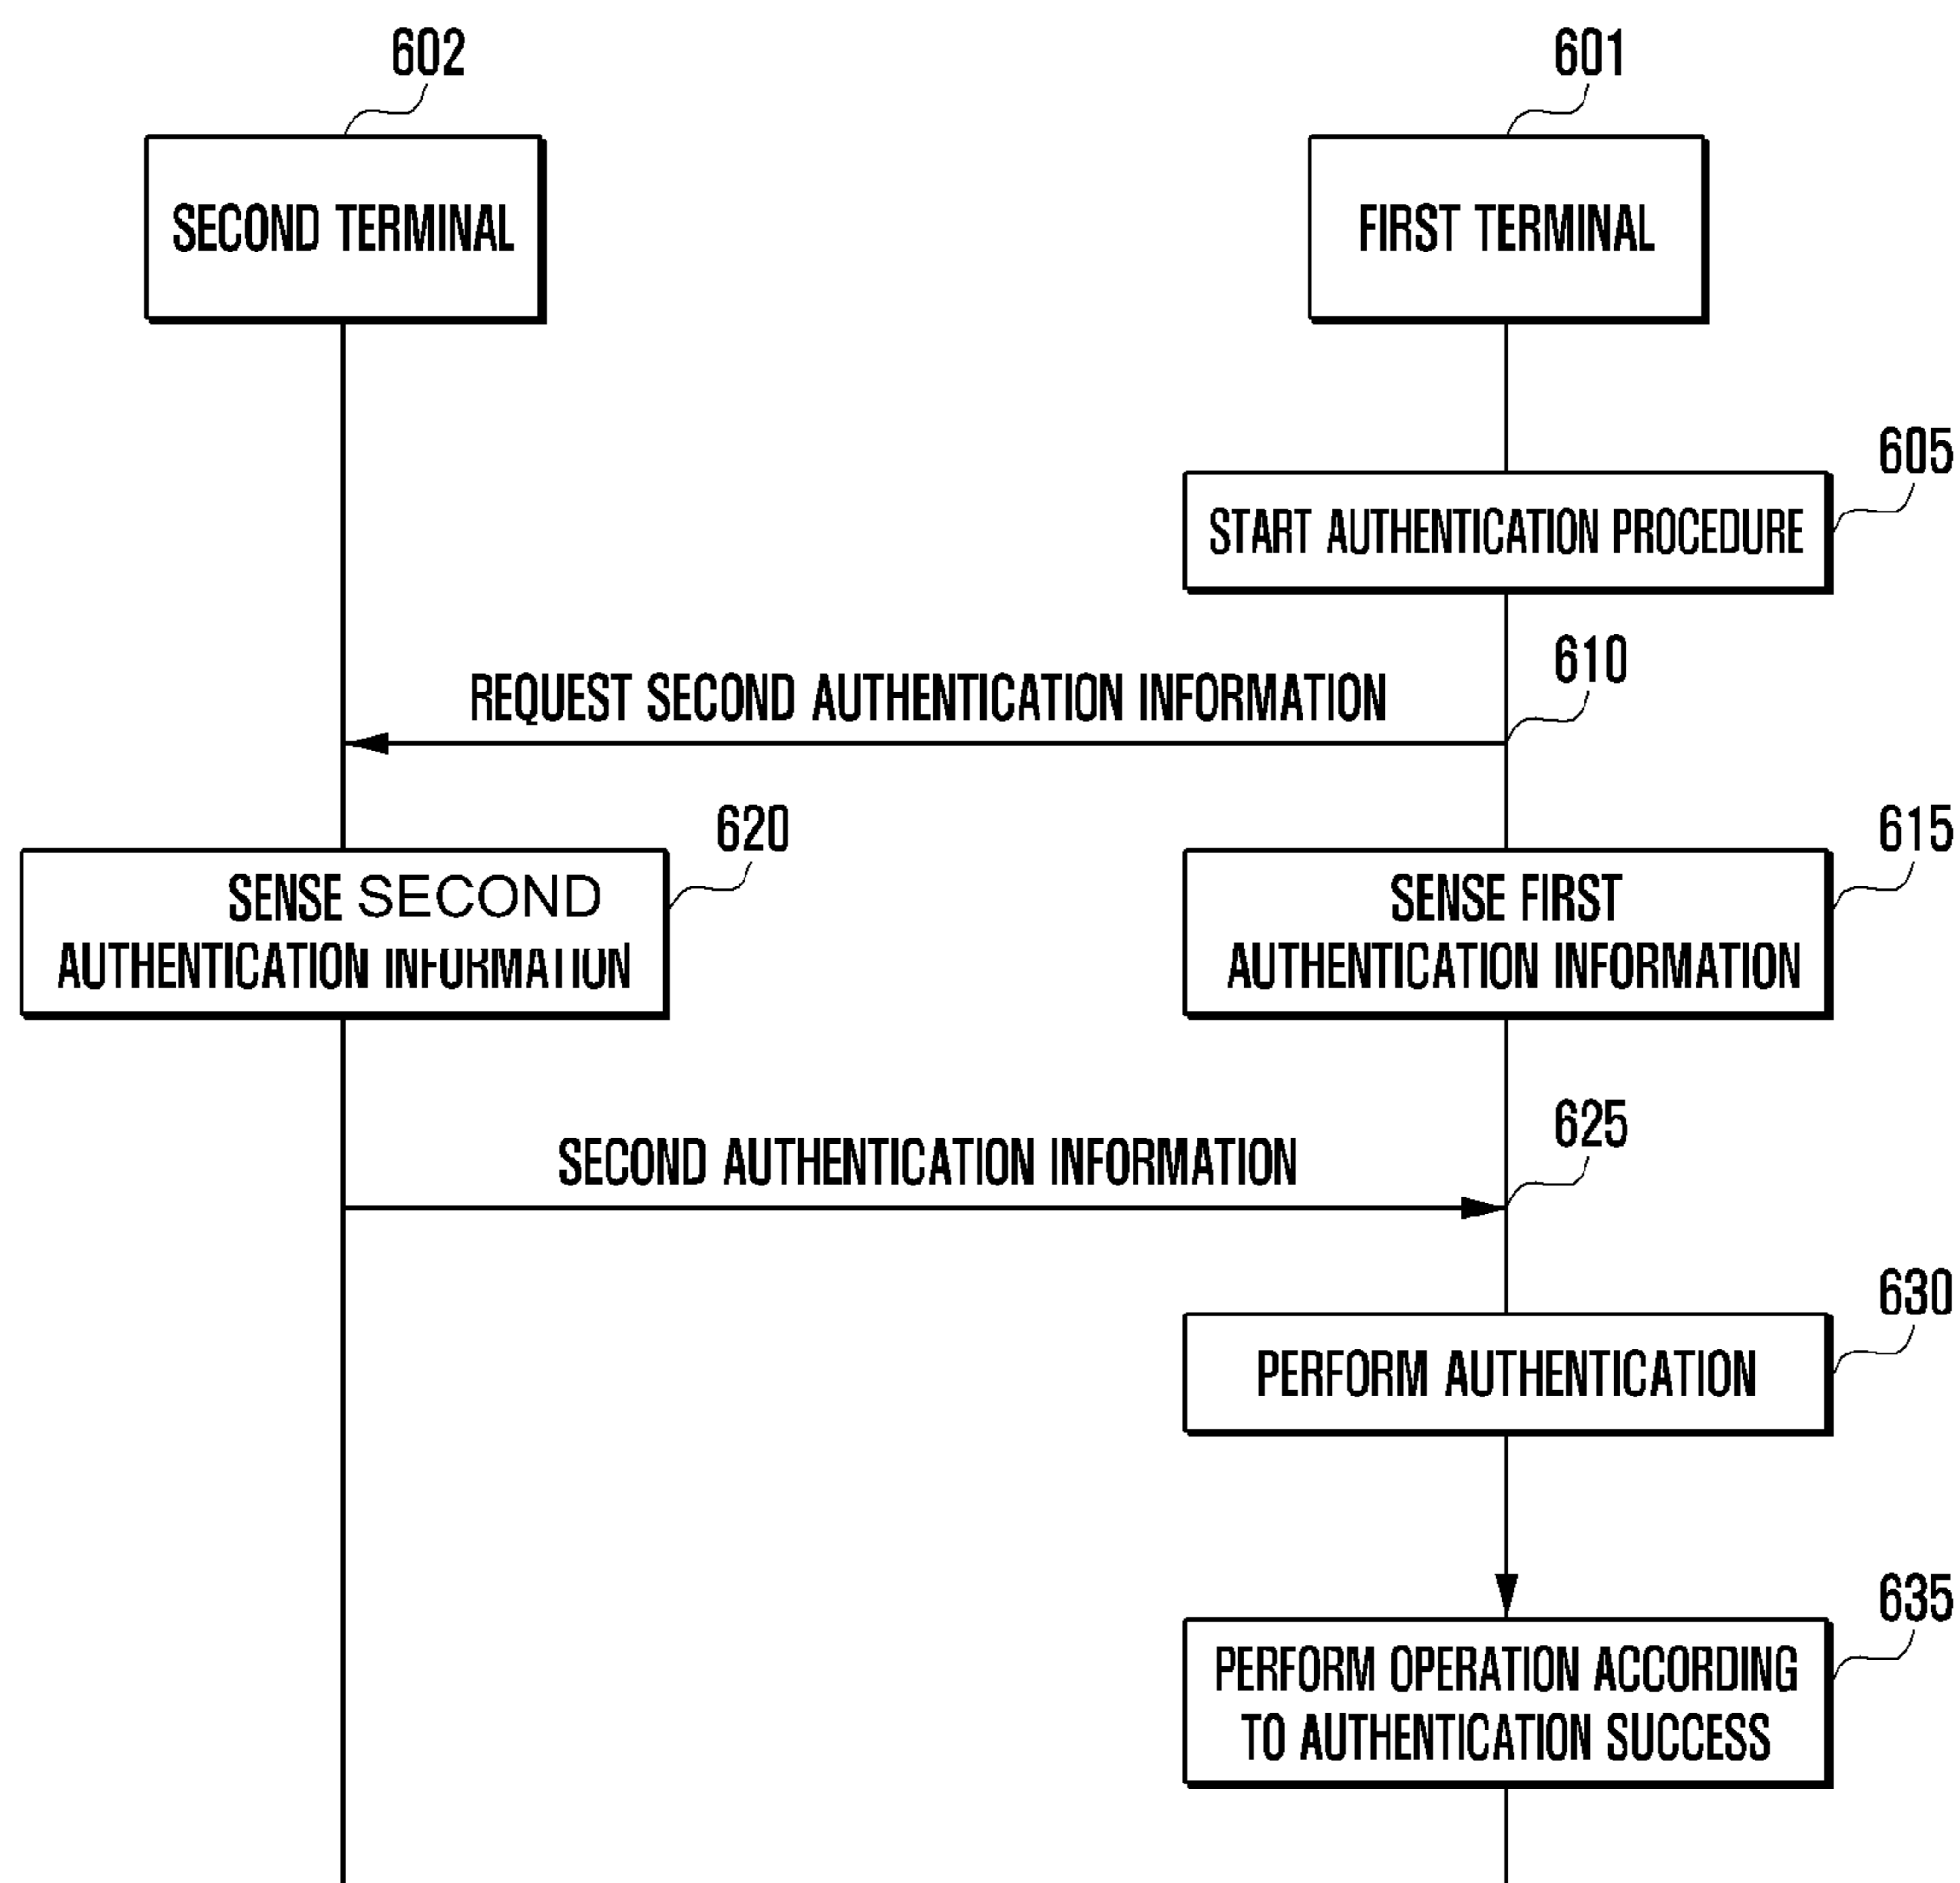 602
601
SECOND TERMINAL
FIRST TERMINAL
605
START AUTHENTICATION PROCEDURE
610
REQUEST SECOND AUTHENTICATION INFORMATION
620
615
SENSE SECOND
AUTHENTICATION INFORMATION
SENSE FIRST
AUTHENTICATION INFORMATION
625
SECOND AUTHENTICATION INFORMATION
630
PERFORM AUTHENTICATION
635
PERFORM OPERATION ACCORDING
TO AUTHENTICATION SUCCESS